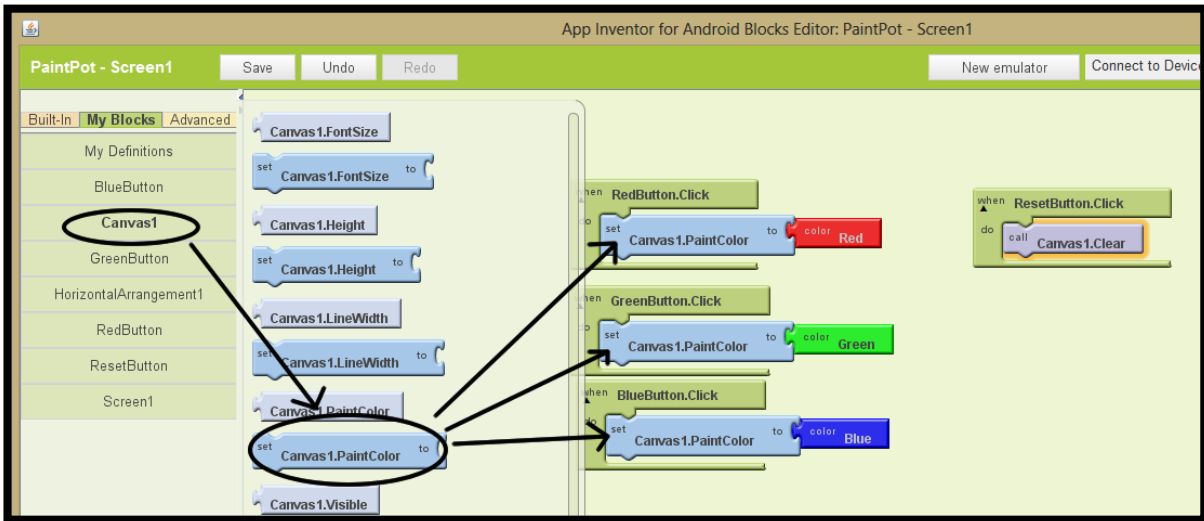 App Inventor for Android Blocks Editor: PaintPot - Screen1
PaintPot - Screen1 Save Undo Redo New emulator Connect to Device
Built-In My Blocks Advanced
My Definitions
BlueButton
Canvas1
GreenButton
HorizontalArrangement1
RedButton
ResetButton
Screen1
Canvas1.FontSize
set Canvas1.FontSize to
Canvas1.Height
set Canvas1.Height to
Canvas1.LineWidth
set Canvas1.LineWidth to
Canvas1.PaintColor
set Canvas1.PaintColor to
Canvas1.Visible
when RedButton.Click
do set Canvas1.PaintColor to color Red
when GreenButton.Click
do set Canvas1.PaintColor to color Green
when BlueButton.Click
do set Canvas1.PaintColor to color Blue
when ResetButton.Click
do call Canvas1.Clear